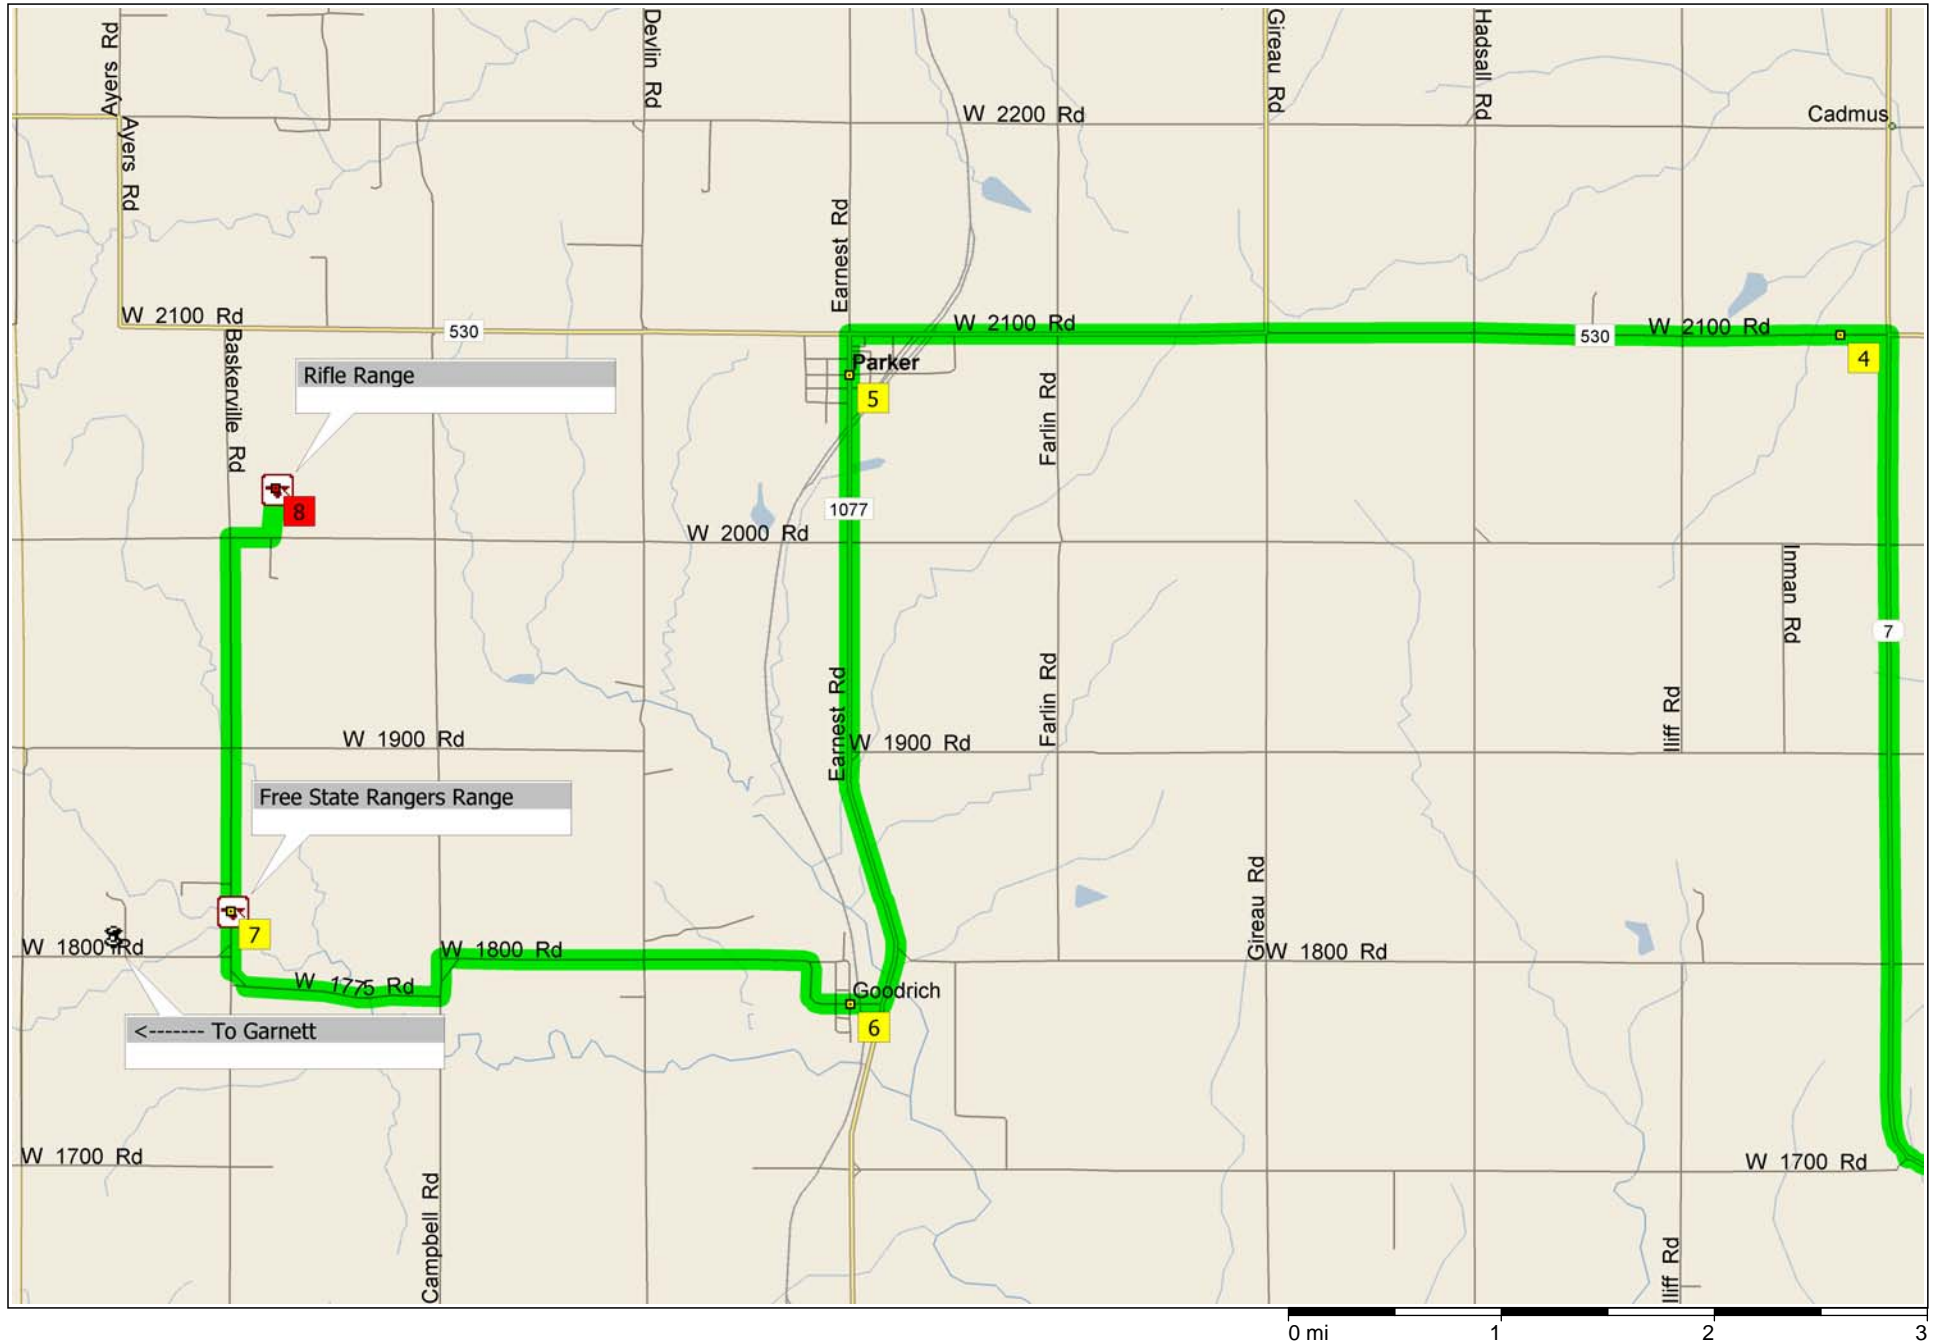 Ayers Rd
Devlin Rd
Gireau Rd
Hadsall Rd
W 2200 Rd
Cadmus
Ayers Rd
Earnest Rd
W 2100 Rd
530
W 2100 Rd
530
W 2100 Rd
Baskerville Rd
Rifle Range
Parker
4
5
Farlin Rd
8
1077
W 2000 Rd
Inman Rd
7
Earnest Rd
Farlin Rd
Iliff Rd
W 1900 Rd
W 1900 Rd
Free State Rangers Range
Gireau Rd
7
W 1800 Rd
W 1800 Rd
W 1800 Rd
W 1775 Rd
Goodrich
6
<------- To Garnett
W 1700 Rd
W 1700 Rd
Campbell Rd
Iliff Rd
0 mi 1 2 3